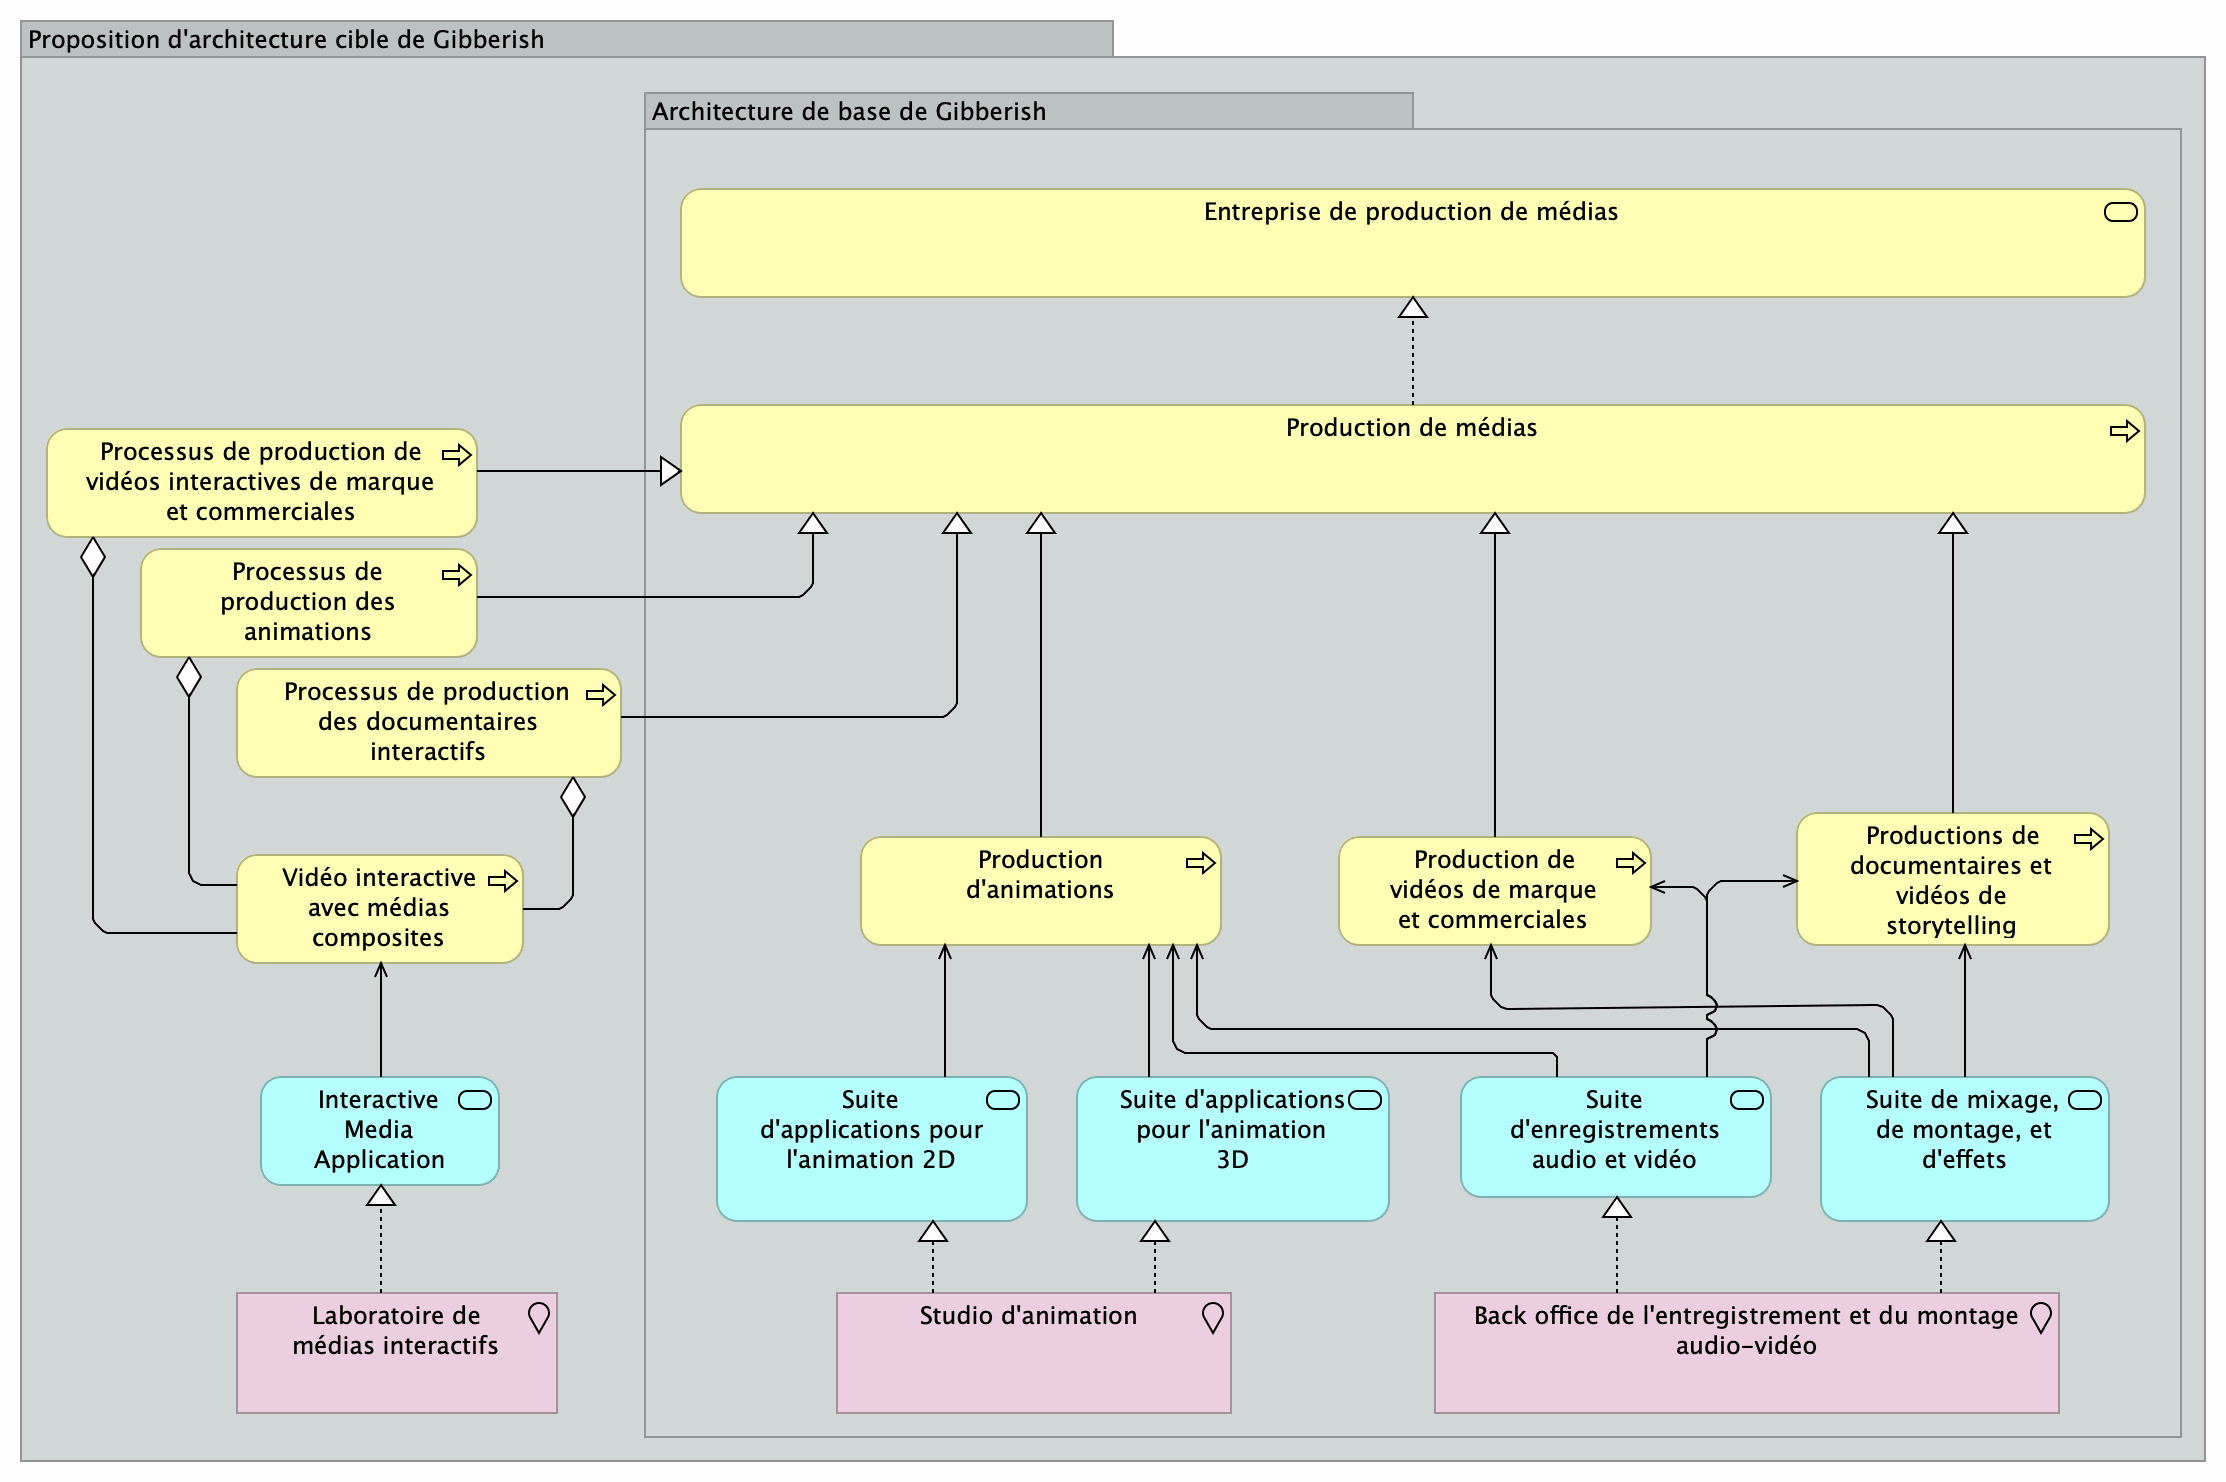 Proposition d'architecture cible de Gibberish
Architecture de base de Gibberish
Entreprise de production de médias
Production de médias
Processus de production de
vidéos interactives de marque
et commerciales
Processus de
production des
animations
Processus de production
des documentaires
interactifs
Vidéo interactive
avec médias
composites
Production
d'animations
Production de
vidéos de marque
et commerciales
Productions de
documentaires et
vidéos de
storytelling
Interactive
Media
Application
Suite
d'applications pour
l'animation 2D
Suite d'applications
pour l'animation
3D
Suite
d'enregistrements
audio et vidéo
Suite de mixage,
de montage, et
d'effets
Laboratoire de
médias interactifs
Studio d'animation
Back office de l'entregistrement et du montage
audio-vidéo